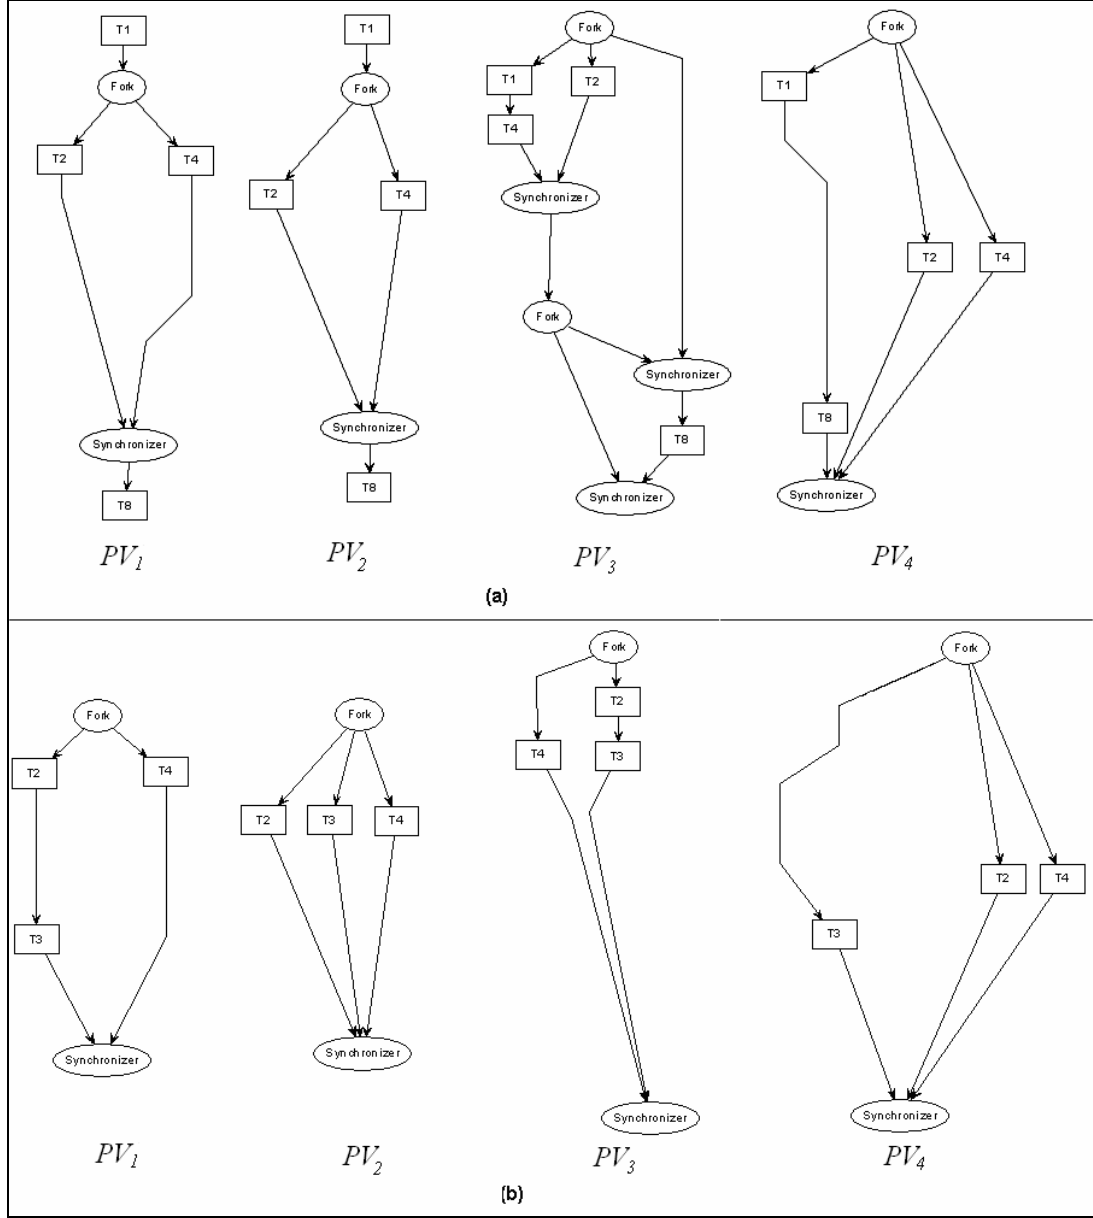 T1
Fork
T2
T4
Synchronizer
T8
PV1
T1
Fork
T2
T4
Synchronizer
T8
PV2
Fork
T1
T2
T4
Synchronizer
Fork
Synchronizer
T8
Synchronizer
PV3
Fork
T1
T2
T4
T8
Synchronizer
PV4
(a)
Fork
T2
T4
T3
Synchronizer
PV1
Fork
T2
T3
T4
Synchronizer
PV2
Fork
T2
T4
T3
Synchronizer
PV3
Fork
T2
T4
T3
Synchronizer
PV4
(b)